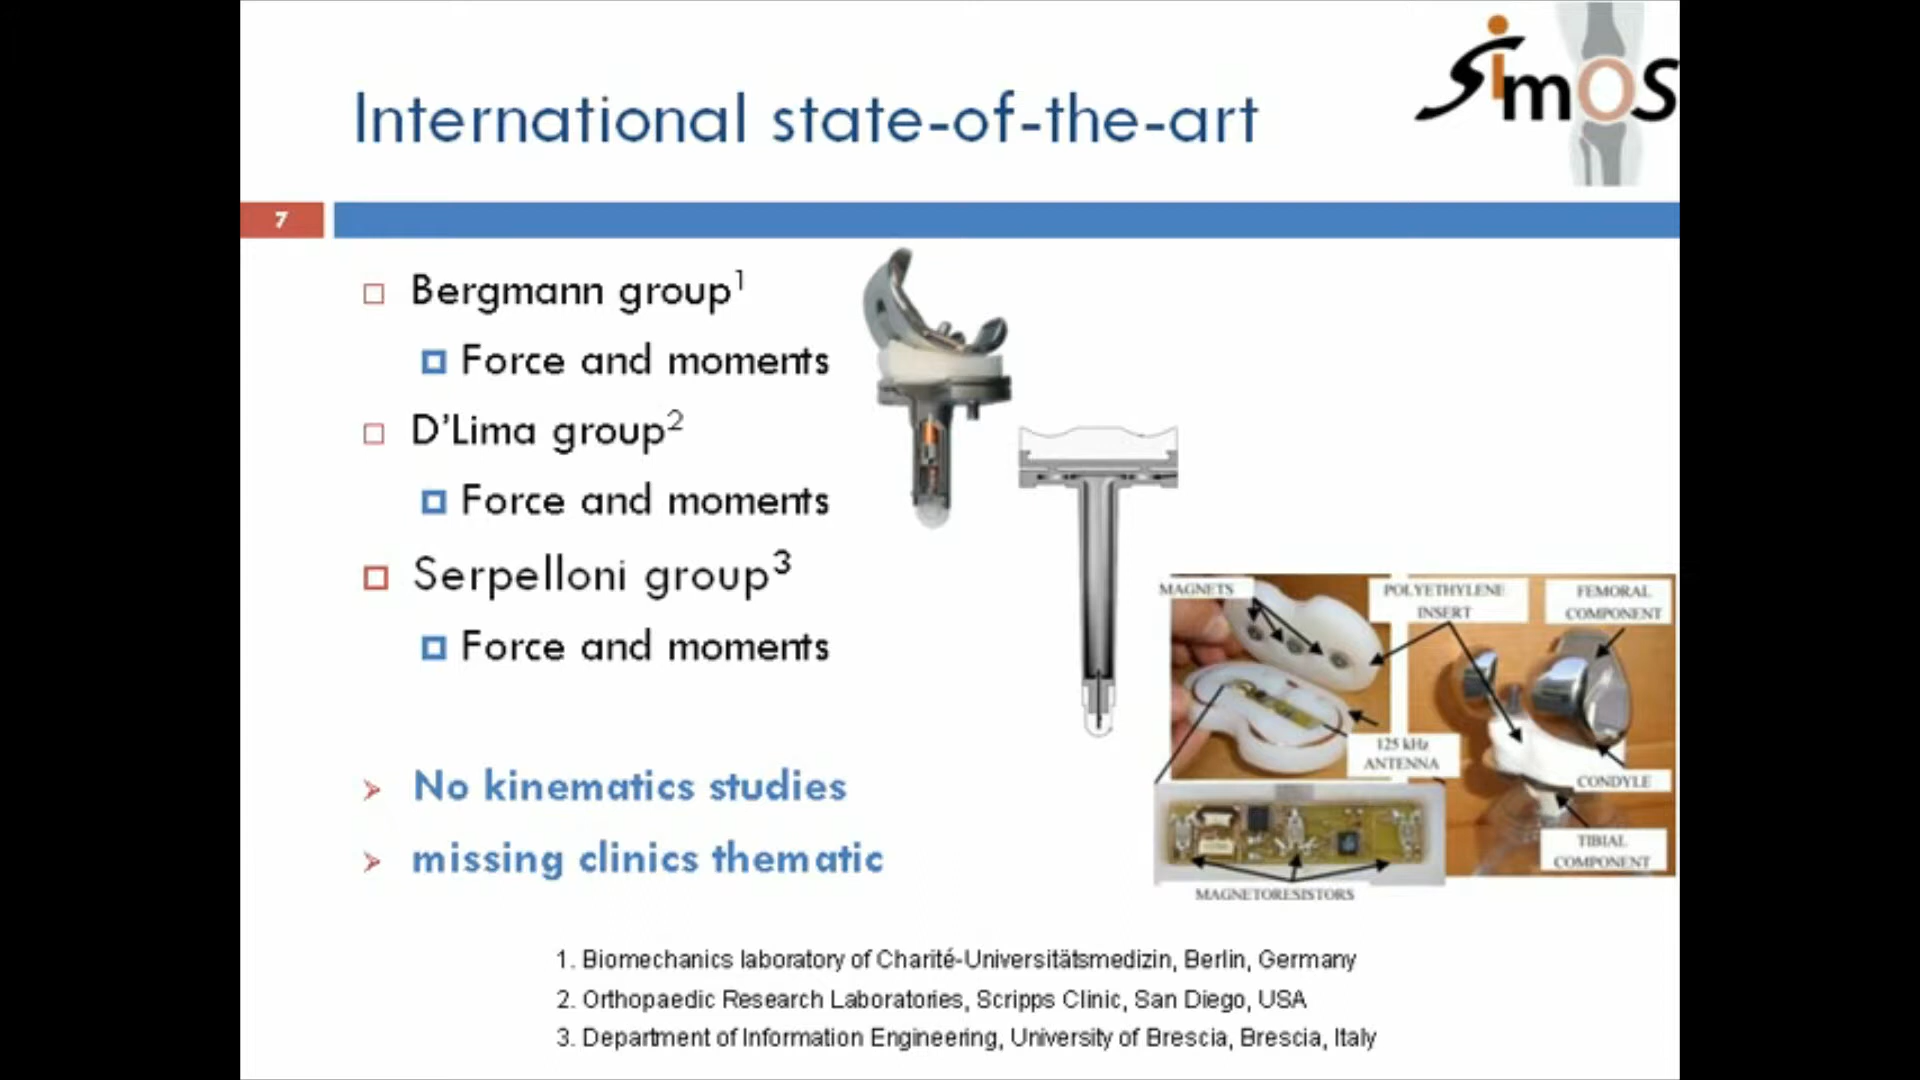 Simos
International state-of-the-art
7
Bergmann group1
Force and moments
D'Lima group2
Force and moments
Serpelloni group3
Force and moments
No kinematics studies
missing clinics thematic
MAGNETS
POLYETHYLENE
INSERT
FEMORAL
COMPONENT
125 kHz
ANTENNA
CONDYLE
TIBIAL
COMPONENT
MAGNETORESISTORS
1. Biomechanics laboratory of Charité-Universitätsmedizin, Berlin, Germany
2. Orthopaedic Research Laboratories, Scripps Clinic, San Diego, USA
3. Department of Information Engineering, University of Brescia, Brescia, Italy